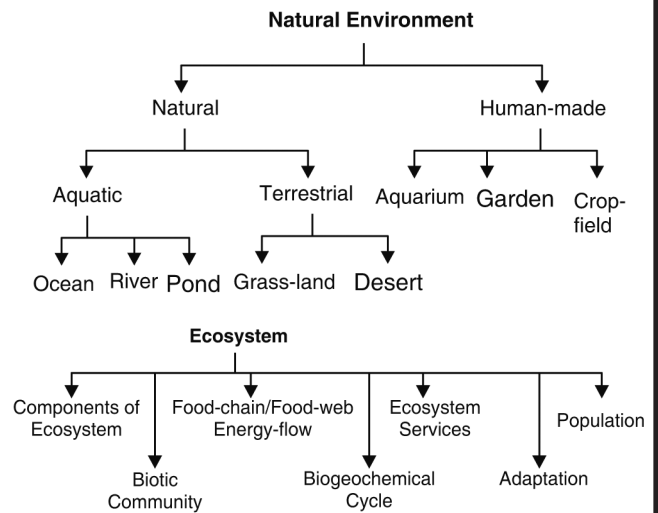 Natural Environment
Natural
Human-made
Aquatic
Terrestrial
Aquarium
Garden
Crop-
field
Ocean
River
Pond
Grass-land
Desert
Ecosystem
Components of
Ecosystem
Food-chain/Food-web
Energy-flow
Ecosystem
Services
Population
Biotic
Community
Biogeochemical
Cycle
Adaptation